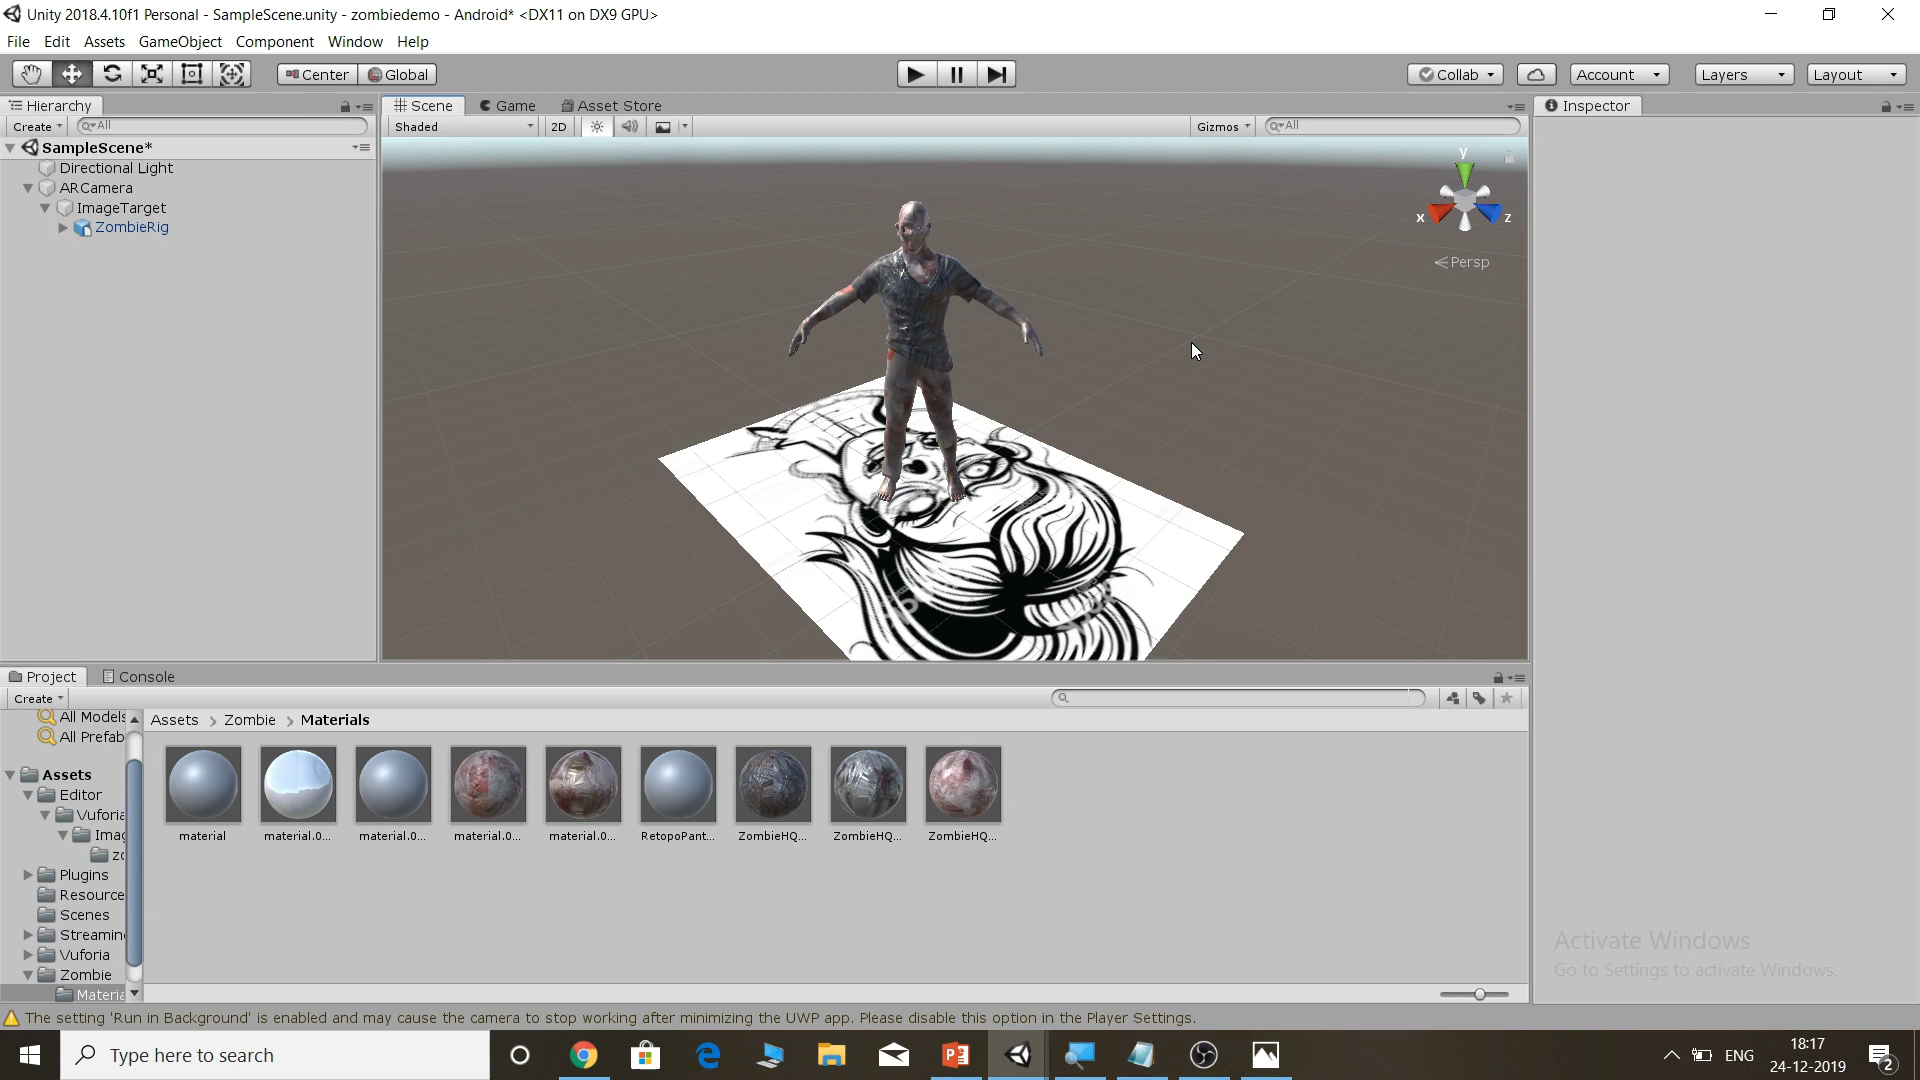 Unity 2018.4.10f1 Personal - SampleScene.unity - zombiedemo - Android* <DX11 on DX9 GPU>
File Edit Assets GameObject Component Window Help
Center Global Collab Account Layers Layout
Hierarchy Scene Game Asset Store Inspector
Create All Shaded 2D Gizmos All
SampleScene*
Directional Light
ARCamera
ImageTarget
ZombieRig
y
x z
Persp
Project Console
Create
All Models
All Prefab
Assets Zombie Materials
Assets
Editor
Vuforia
Imag
zo
Plugins
Resource
Scenes
Streamin
Vuforia
Zombie
Materia
material material.0... material.0... material.0... material.0... RetopoPant... ZombieHQ... ZombieHQ... ZombieHQ...
Activate Windows
Go to Settings to activate Windows.
The setting 'Run in Background' is enabled and may cause the camera to stop working after minimizing the UWP app. Please disable this option in the Player Settings.
Type here to search
ENG
18:17
24-12-2019
2